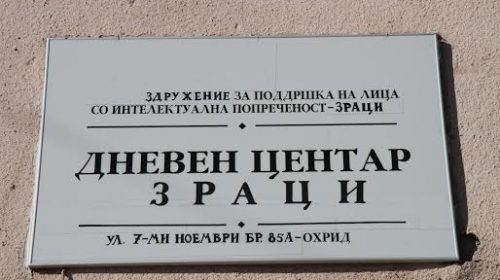 ЗДРУЖЕНИЕ ЗА ПОДДРШКА НА ЛИЦА
СО ИНТЕЛЕКТУАЛНА ПОПРЕЧЕНОСТ-ЗРАЦИ
ДНЕВЕН ЦЕНТАР
ЗРАЦИ
УЛ. 7-МИ НОЕМВРИ БР. 85А-ОХРИД